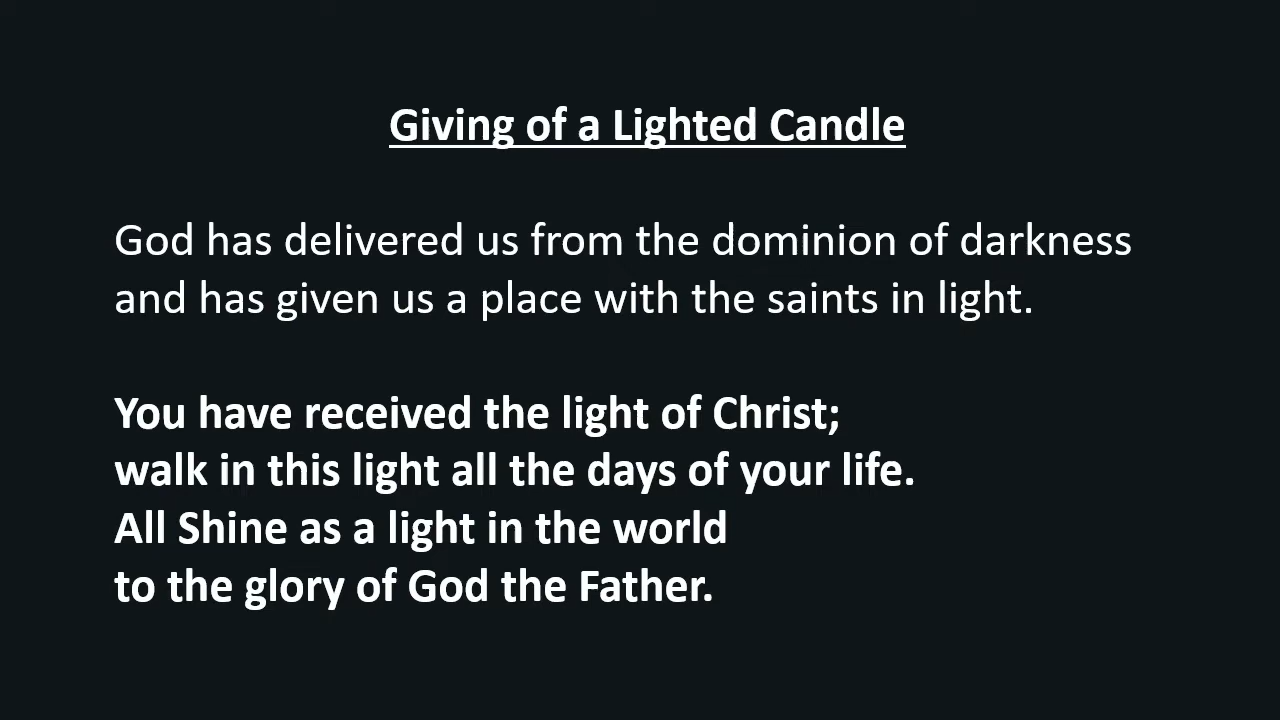 Giving of a Lighted Candle
God has delivered us from the dominion of darkness
and has given us a place with the saints in light.
You have received the light of Christ;
walk in this light all the days of your life.
All Shine as a light in the world
to the glory of God the Father.